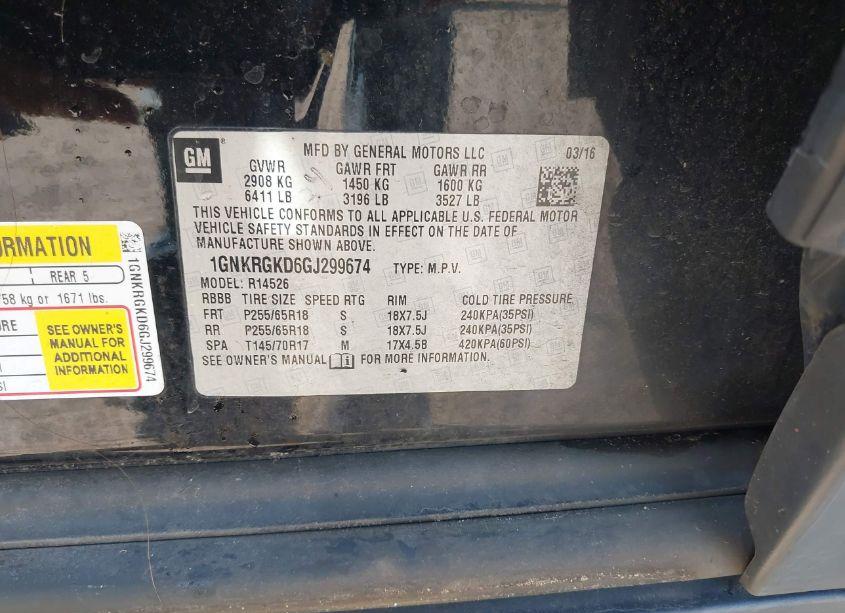 GM
MFD BY GENERAL MOTORS LLC 03/16
GVWR GAWR FRT GAWR RR
2908 KG 1450 KG 1600 KG
6411 LB 3196 LB 3527 LB
THIS VEHICLE CONFORMS TO ALL APPLICABLE U.S. FEDERAL MOTOR
VEHICLE SAFETY STANDARDS IN EFFECT ON THE DATE OF
MANUFACTURE SHOWN ABOVE.
1GNKRGKD6GJ299674 TYPE: M.P.V.
MODEL: R14526
RBBB TIRE SIZE SPEED RTG RIM COLD TIRE PRESSURE
FRT P255/65R18 S 18X7.5J 240KPA(35PSI)
RR P255/65R18 S 18X7.5J 240KPA(35PSI)
SPA T145/70R17 M 17X4.5B 420KPA(60PSI)
SEE OWNER'S MANUAL FOR MORE INFORMATION.
ORMATION
REAR 5
58 kg or 1671 lbs.
URE
SEE OWNER'S
MANUAL FOR
ADDITIONAL
INFORMATION
1GNKRGKD6GJ299674